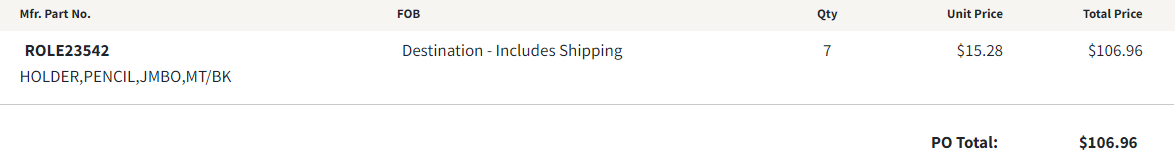 Mfr. Part No. FOB Qty Unit Price Total Price
ROLE23542 Destination - Includes Shipping 7 $15.28 $106.96
HOLDER,PENCIL,JMBO,MT/BK
PO Total: $106.96